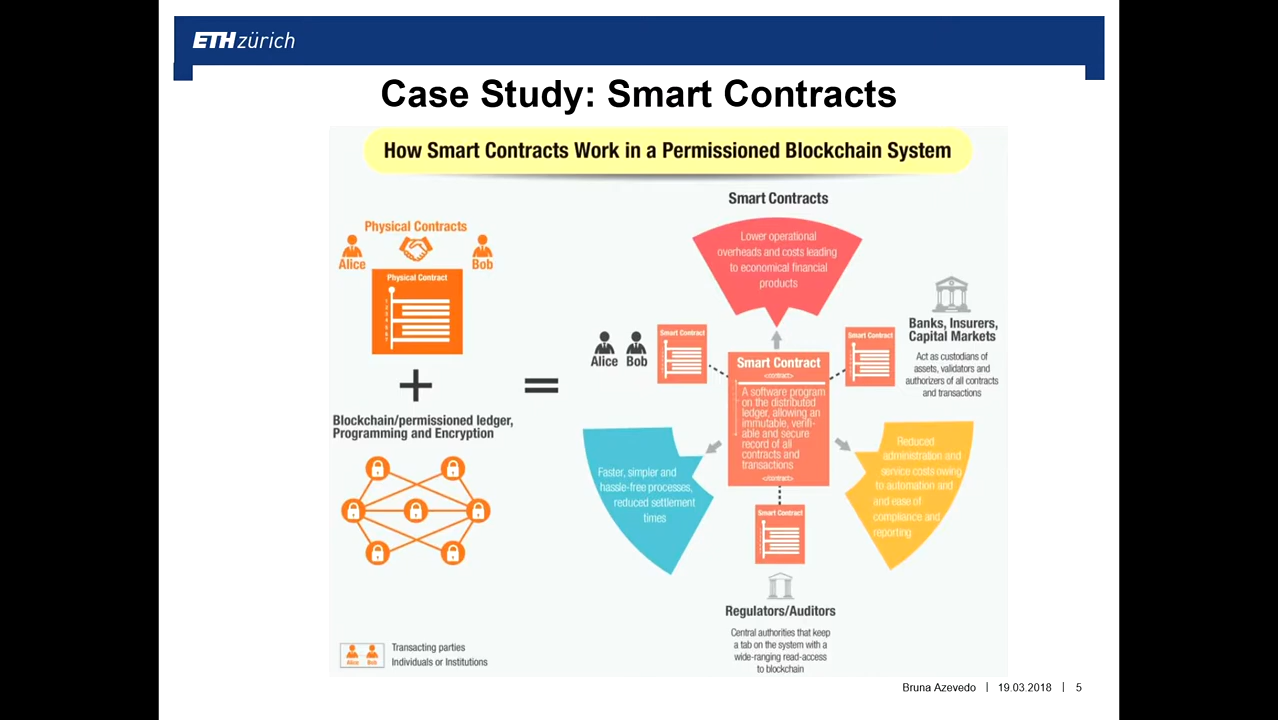 ETH zürich
Case Study: Smart Contracts
How Smart Contracts Work in a Permissioned Blockchain System
Physical Contracts
Alice
Bob
Physical Contract
Blockchain/permissioned ledger,
Programming and Encryption
Transacting parties
Individuals or Institutions
Alice Bob
Smart Contracts
Lower operational
overheads and costs leading
to economical financial
products
Alice Bob
Smart Contract
Smart Contract
<contract>
A software program
on the distributed
ledger, allowing an
immutable, verifi-
able and secure
record of all
contracts and
transactions
</contract>
Smart Contract
Banks, Insurers,
Capital Markets
Act as custodians of
assets, validators and
authorizers of all contracts
and transactions
Faster, simpler and
hassle-free processes,
reduced settlement
times
Reduced
administration and
service costs owing
to automation and
and ease of
compliance and
reporting
Smart Contract
Regulators/Auditors
Central authorities that keep
a tab on the system with a
wide-ranging read-access
to blockchain
Bruna Azevedo | 19.03.2018 | 5